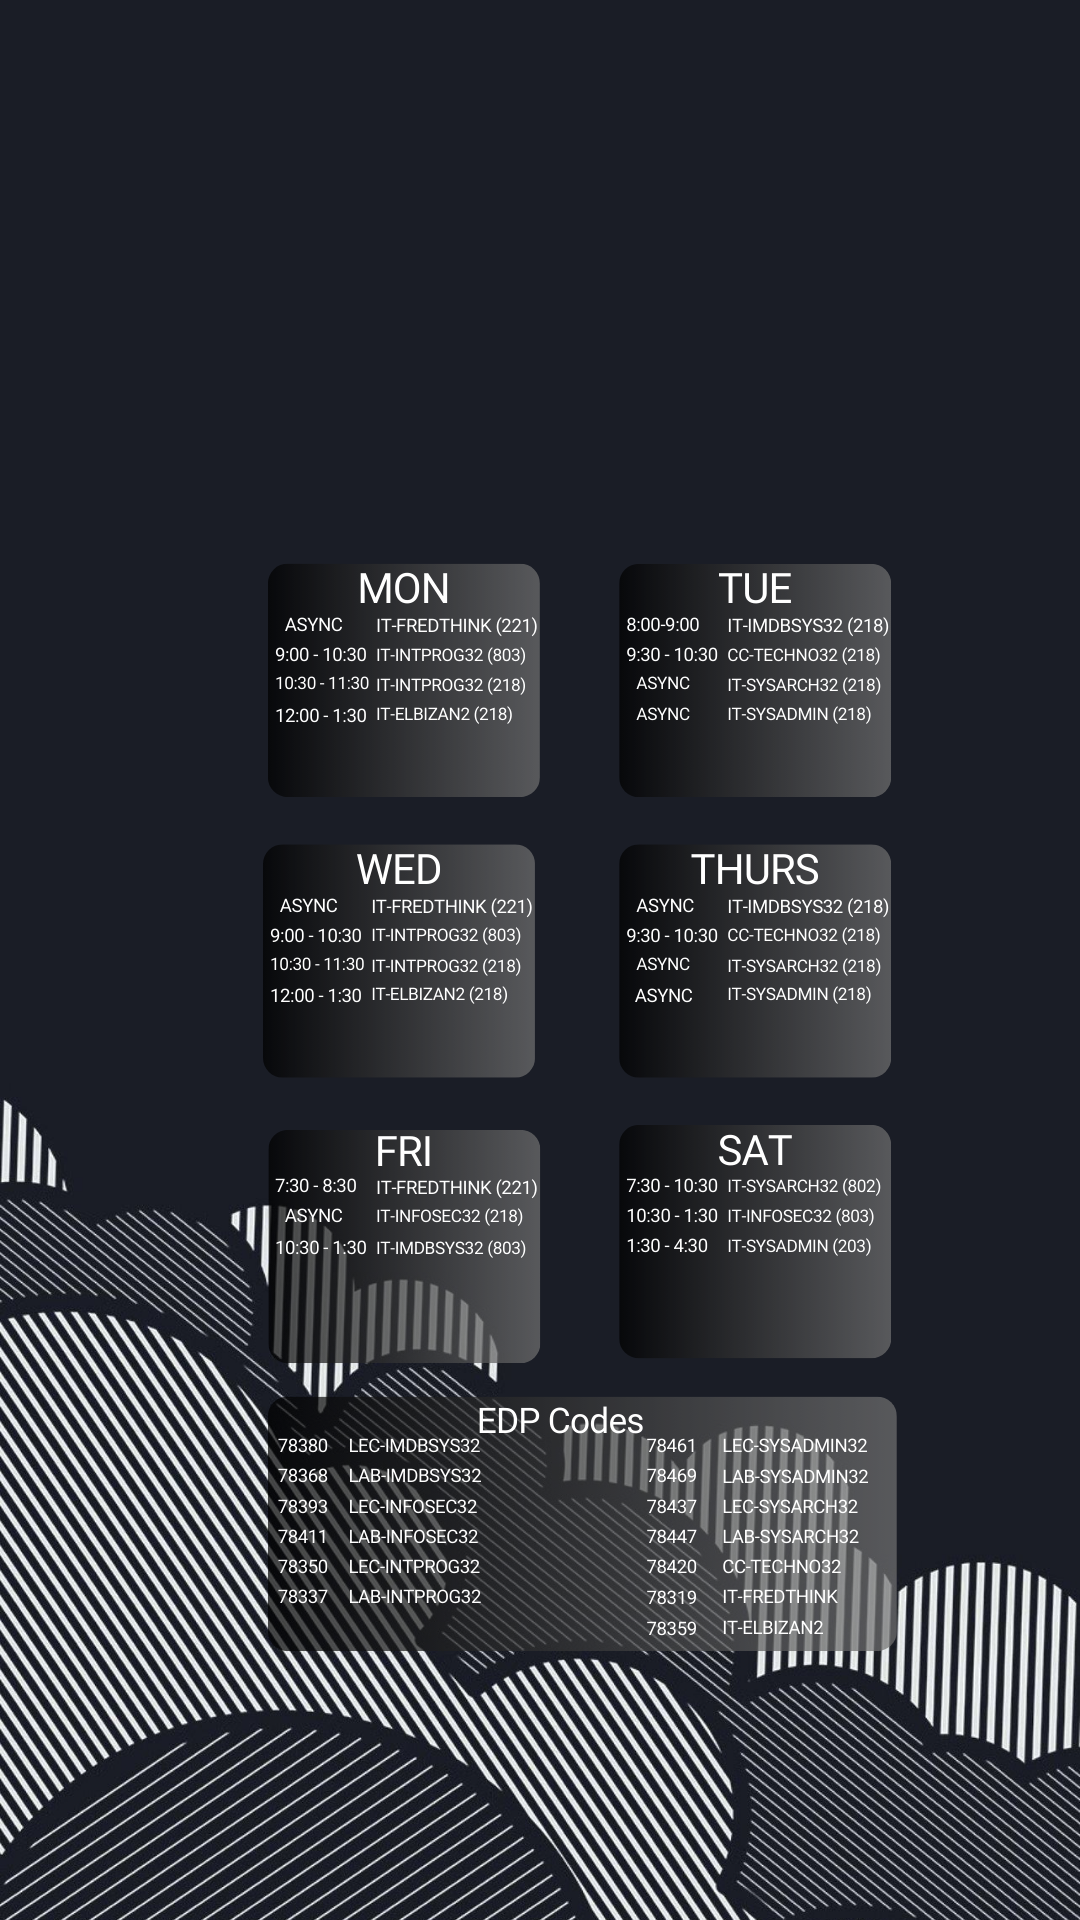 MON
ASYNC IT-FREDTHINK (221)
9:00 - 10:30 IT-INTPROG32 (803)
10:30 - 11:30 IT-INTPROG32 (218)
12:00 - 1:30 IT-ELBIZAN2 (218)
TUE
8:00-9:00 IT-IMDBSYS32 (218)
9:30 - 10:30 CC-TECHNO32 (218)
ASYNC IT-SYSARCH32 (218)
ASYNC IT-SYSADMIN (218)
WED
ASYNC IT-FREDTHINK (221)
9:00 - 10:30 IT-INTPROG32 (803)
10:30 - 11:30 IT-INTPROG32 (218)
12:00 - 1:30 IT-ELBIZAN2 (218)
THURS
ASYNC IT-IMDBSYS32 (218)
9:30 - 10:30 CC-TECHNO32 (218)
ASYNC IT-SYSARCH32 (218)
ASYNC IT-SYSADMIN (218)
FRI
7:30 - 8:30 IT-FREDTHINK (221)
ASYNC IT-INFOSEC32 (218)
10:30 - 1:30 IT-IMDBSYS32 (803)
SAT
7:30 - 10:30 IT-SYSARCH32 (802)
10:30 - 1:30 IT-INFOSEC32 (803)
1:30 - 4:30 IT-SYSADMIN (203)
EDP Codes
78380 LEC-IMDBSYS32
78368 LAB-IMDBSYS32
78393 LEC-INFOSEC32
78411 LAB-INFOSEC32
78350 LEC-INTPROG32
78337 LAB-INTPROG32
78461 LEC-SYSADMIN32
78469 LAB-SYSADMIN32
78437 LEC-SYSARCH32
78447 LAB-SYSARCH32
78420 CC-TECHNO32
78319 IT-FREDTHINK
78359 IT-ELBIZAN2